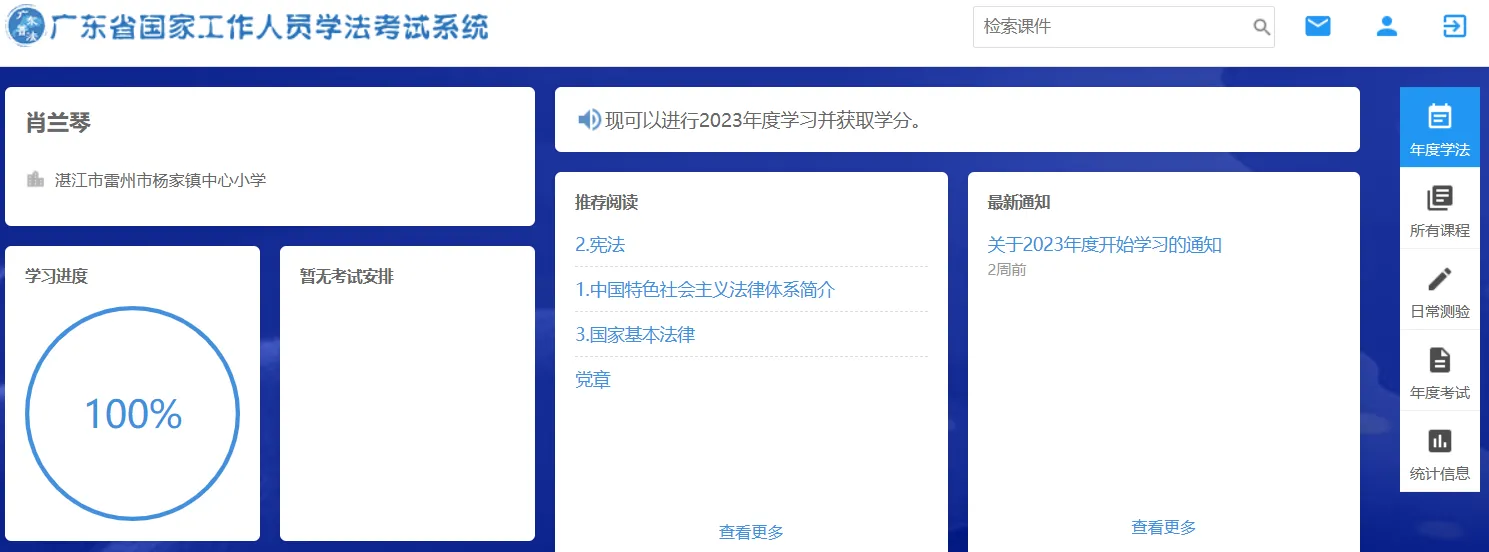 广东普法
广东省国家工作人员学法考试系统
检索课件
肖兰琴
湛江市雷州市杨家镇中心小学
学习进度
100%
暂无考试安排
现可以进行2023年度学习并获取学分。
推荐阅读
2.宪法
1.中国特色社会主义法律体系简介
3.国家基本法律
党章
查看更多
最新通知
关于2023年度开始学习的通知
2周前
查看更多
年度学法
所有课程
日常测验
年度考试
统计信息